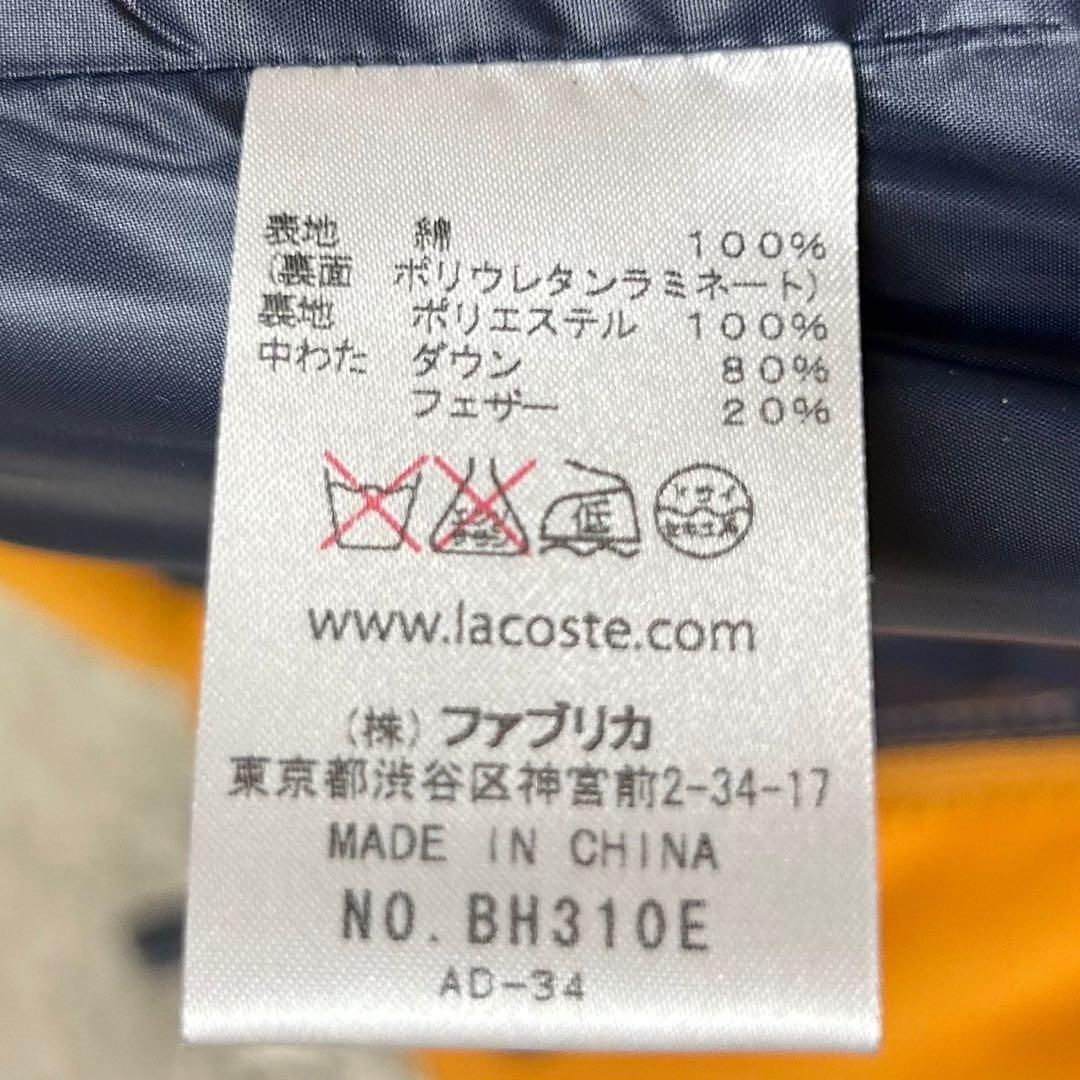 表地 綿 100%
(裏面 ポリウレタンラミネート)
裏地 ポリエステル 100%
中わた ダウン 80%
フェザー 20%
低 ドライ
www.lacoste.com
(株) ファブリカ
東京都渋谷区神宮前2-34-17
MADE IN CHINA
NO. BH310E
AD-34